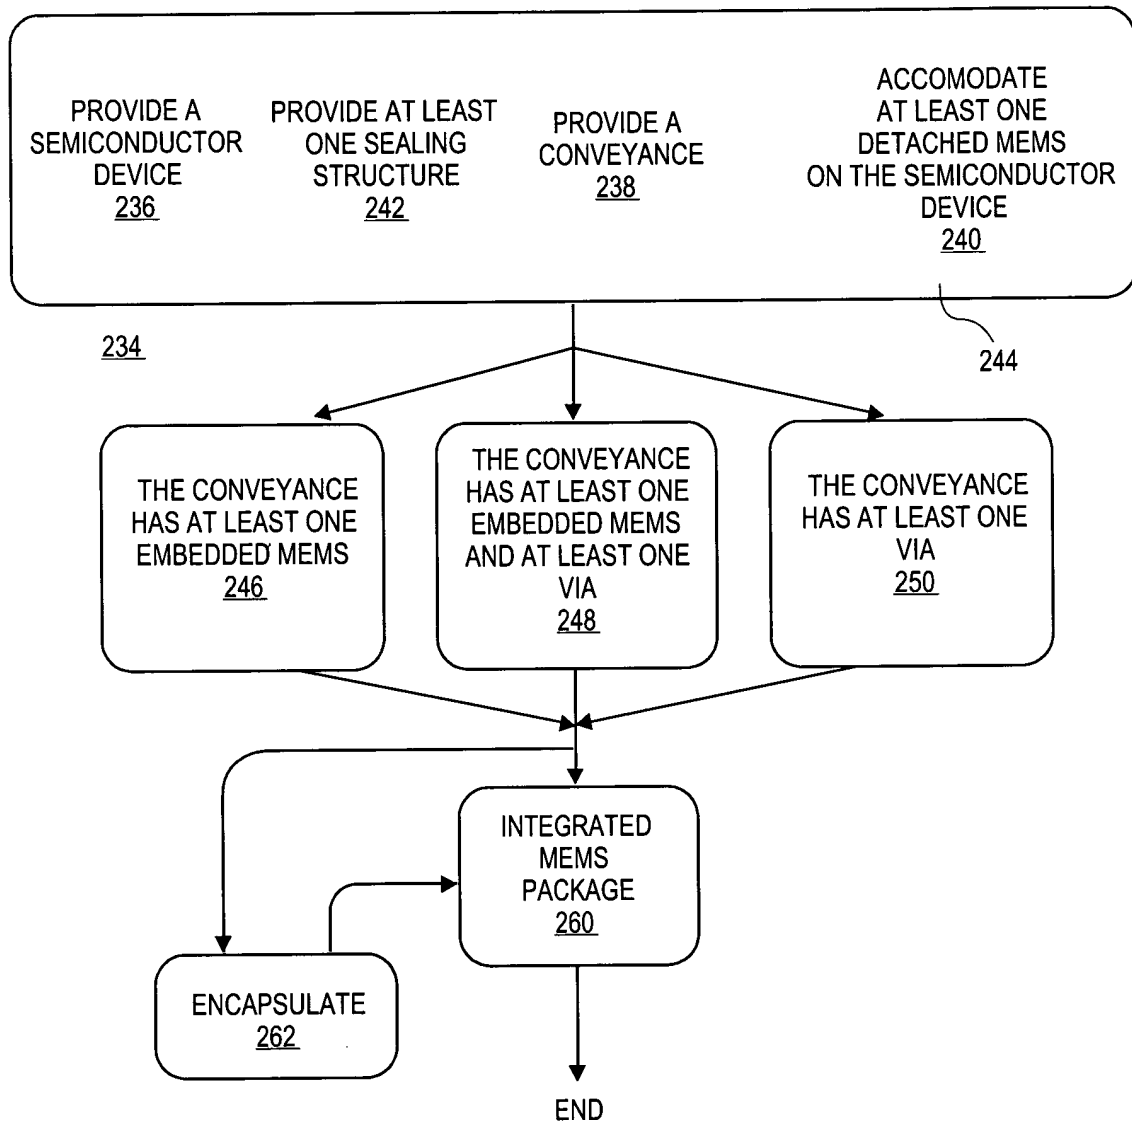 PROVIDE A
SEMICONDUCTOR
DEVICE
236
PROVIDE AT LEAST
ONE SEALING
STRUCTURE
242
PROVIDE A
CONVEYANCE
238
ACCOMODATE
AT LEAST ONE
DETACHED MEMS
ON THE SEMICONDUCTOR
DEVICE
240
234
244
THE CONVEYANCE
HAS AT LEAST ONE
EMBEDDED MEMS
246
THE CONVEYANCE
HAS AT LEAST ONE
EMBEDDED MEMS
AND AT LEAST ONE
VIA
248
THE CONVEYANCE
HAS AT LEAST ONE
VIA
250
INTEGRATED
MEMS
PACKAGE
260
ENCAPSULATE
262
END